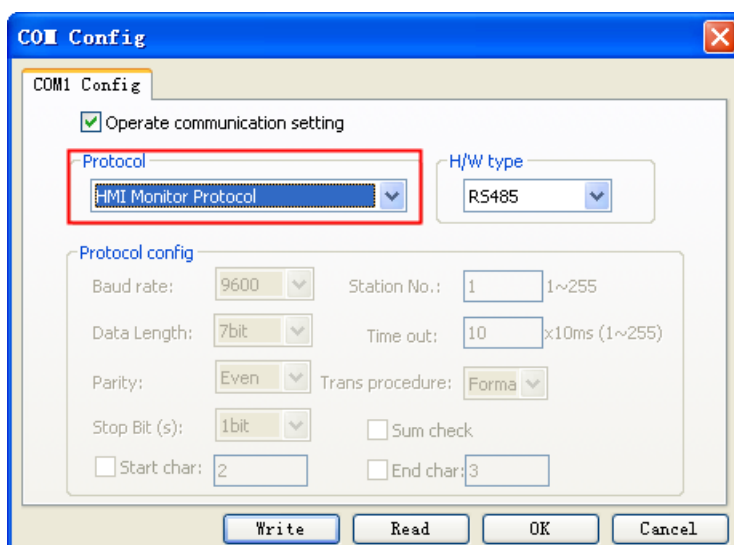 COM Config
COM1 Config
Operate communication setting
Protocol H/W type
HMI Monitor Protocol RS485
Protocol config
Baud rate: 9600 Station No.: 1 1~255
Data Length: 7bit Time out: 10 x10ms (1~255)
Parity: Even Trans procedure: Forma
Stop Bit (s): 1bit Sum check
Start char: 2 End char: 3
Write Read OK Cancel